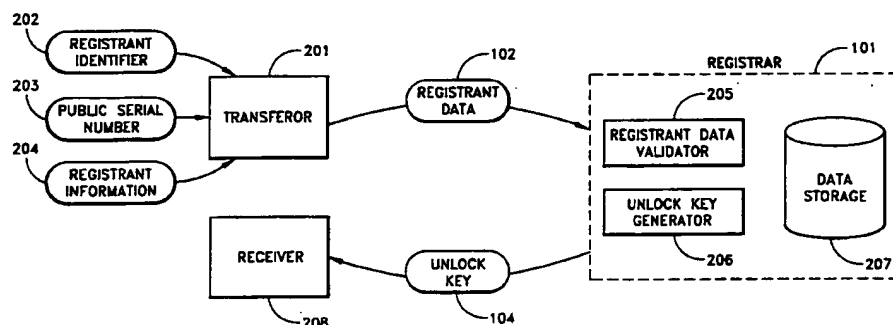 202
REGISTRANT
IDENTIFIER
203
PUBLIC SERIAL
NUMBER
204
REGISTRANT
INFORMATION
201
TRANSFEROR
102
REGISTRANT
DATA
REGISTRAR
101
205
REGISTRANT DATA
VALIDATOR
UNLOCK KEY
GENERATOR
206
DATA
STORAGE
207
RECEIVER
208
UNLOCK
KEY
104